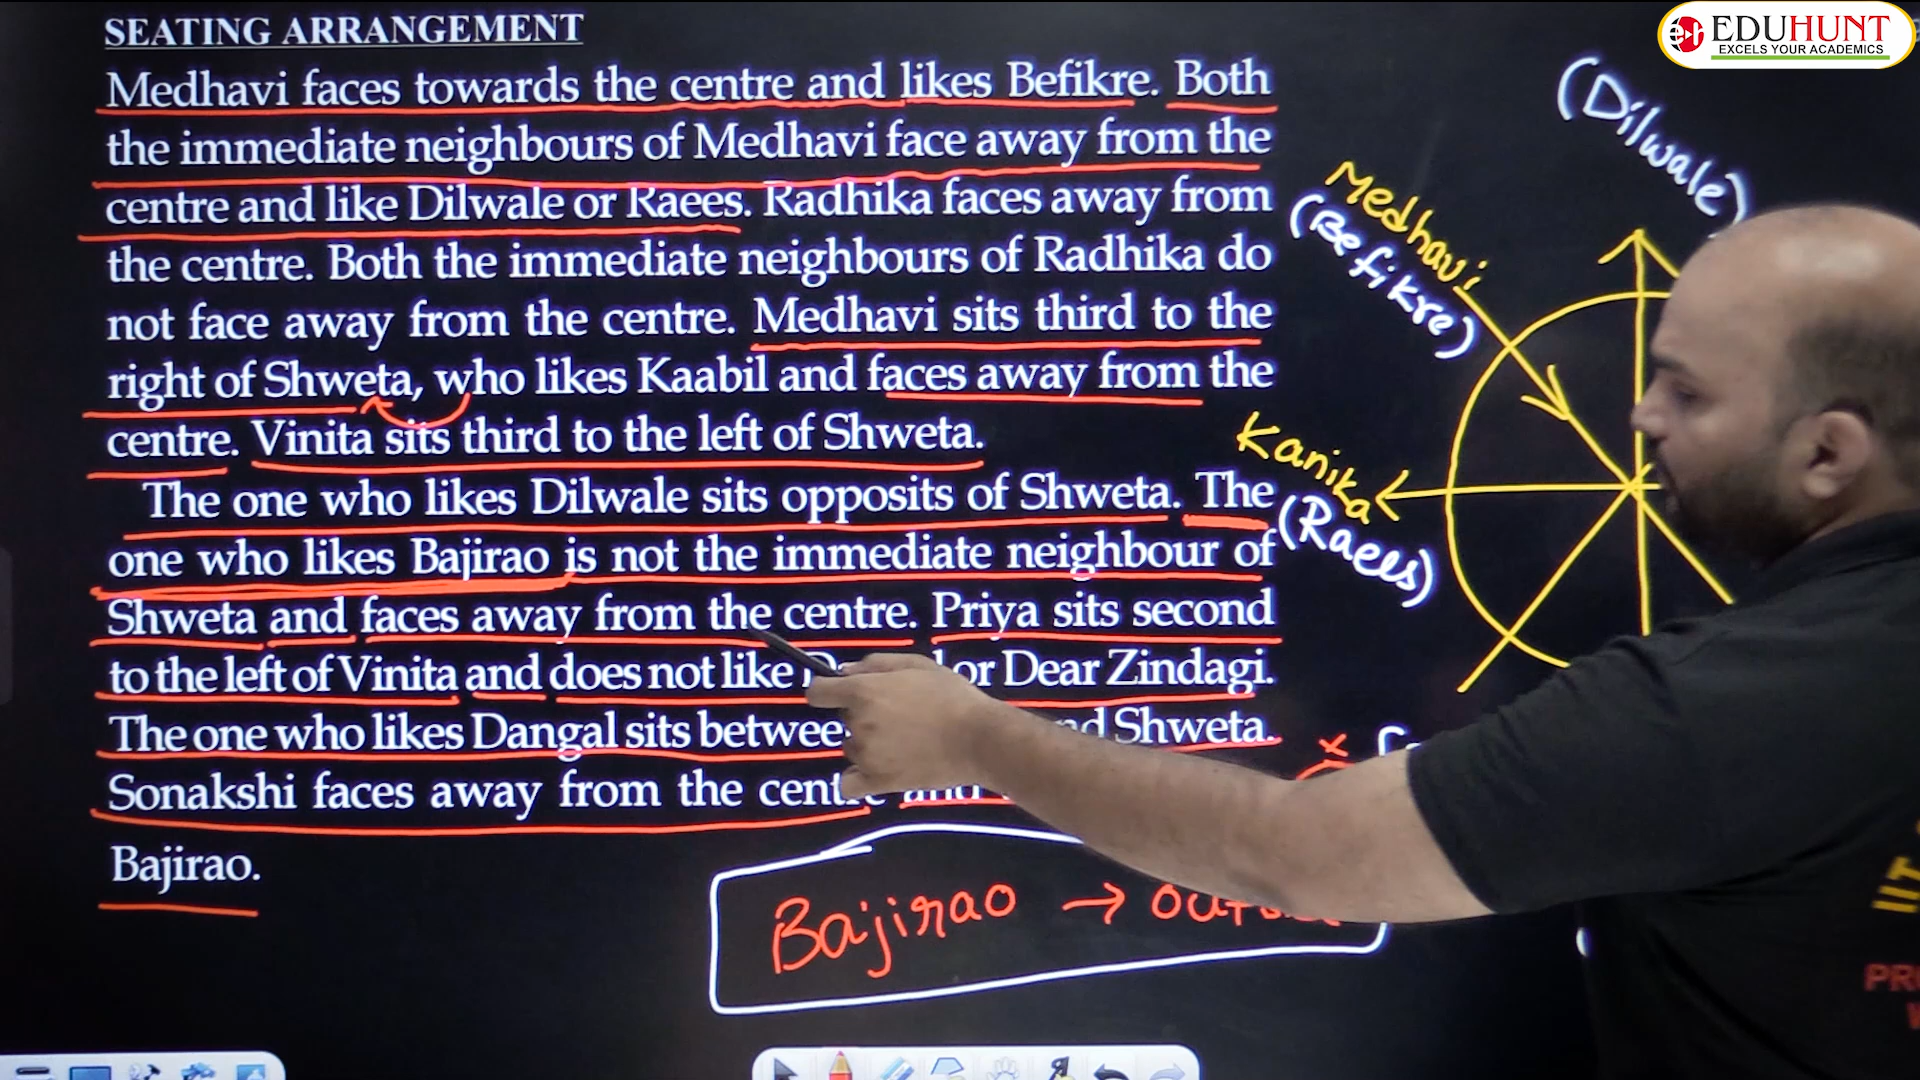 SEATING ARRANGEMENT
EDUHUNT
EXCELS YOUR ACADEMICS
Medhavi faces towards the centre and likes Befikre. Both
the immediate neighbours of Medhavi face away from the
centre and like Dilwale or Raees. Radhika faces away from
the centre. Both the immediate neighbours of Radhika do
not face away from the centre. Medhavi sits third to the
right of Shweta, who likes Kaabil and faces away from the
centre. Vinita sits third to the left of Shweta.
The one who likes Dilwale sits opposits of Shweta. The
one who likes Bajirao is not the immediate neighbour of
Shweta and faces away from the centre. Priya sits second
to the left of Vinita and does not like or Dear Zindagi.
The one who likes Dangal sits and Shweta.
Sonakshi faces away from the
Bajirao.
(Dilwale)
Medhavi
(Befikre)
Kanika
(Raees)
Bajirao →